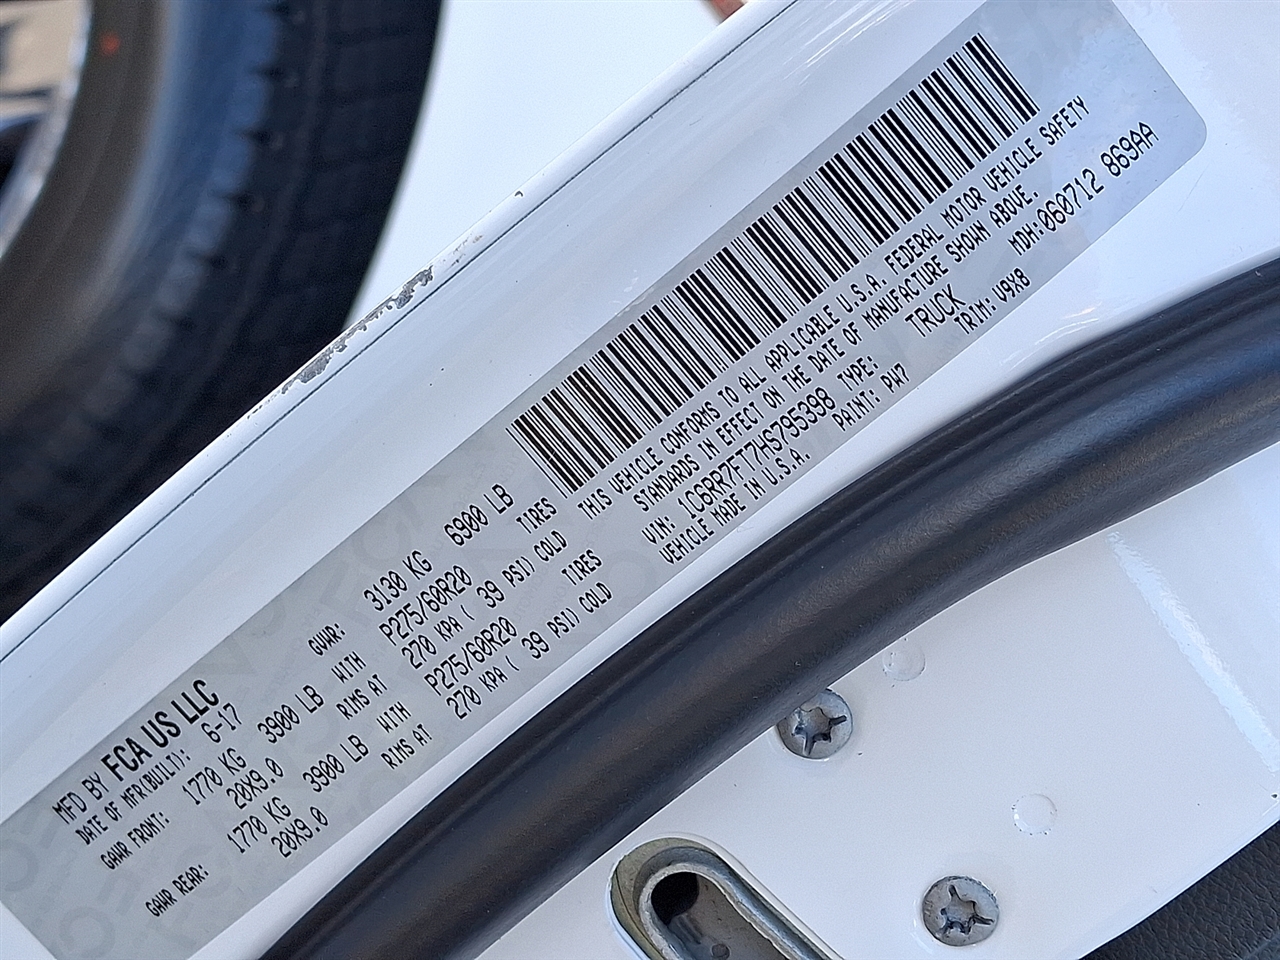 MFD BY FCA US LLC
DATE OF MFR(BUILT): 6-17
GVWR: 3130 KG 6900 LB
GAWR FRONT: 1770 KG 3900 LB WITH P275/60R20 TIRES
20X9.0 RIMS AT 270 KPA ( 39 PSI) COLD
GAWR REAR: 1770 KG 3900 LB WITH P275/60R20 TIRES
20X9.0 RIMS AT 270 KPA ( 39 PSI) COLD
THIS VEHICLE CONFORMS TO ALL APPLICABLE U.S.A. FEDERAL MOTOR VEHICLE SAFETY
STANDARDS IN EFFECT ON THE DATE OF MANUFACTURE SHOWN ABOVE.
MDH:060712 869AA
VIN: 1C6RR7FT7HS795398 TYPE: TRUCK
VEHICLE MADE IN U.S.A. PAINT: PW7 TRIM: V9X8